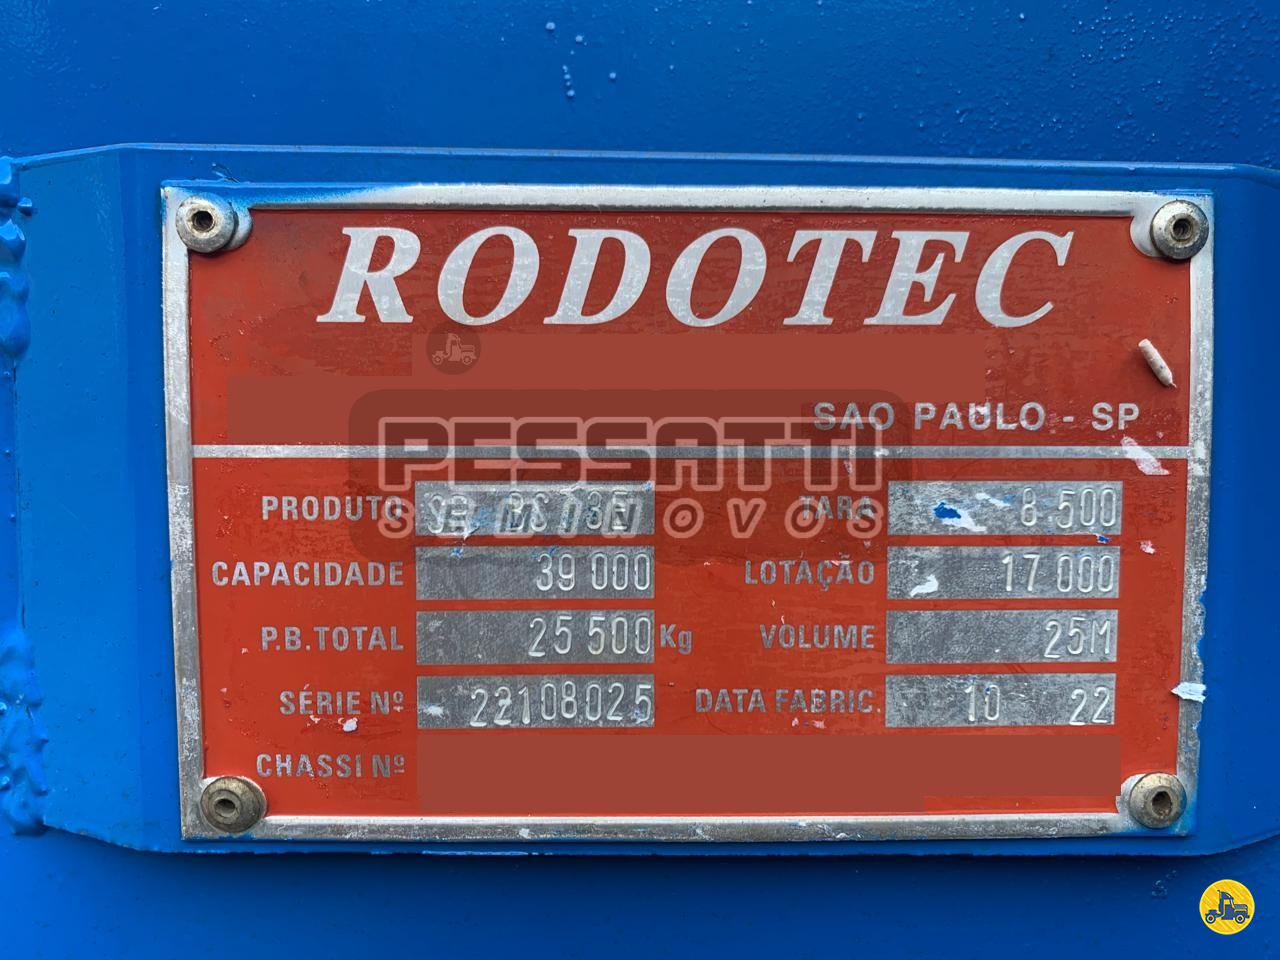 RODOTEC
SAO PAULO - SP
PESSATTI
SEMINOVOS
PRODUTO TARA 8 500
CAPACIDADE 39 000 LOTAÇÃO 17 000
P.B.TOTAL 25 500 Kg VOLUME 25M
SÉRIE Nº 22108025 DATA FABRIC. 10 22
CHASSI Nº